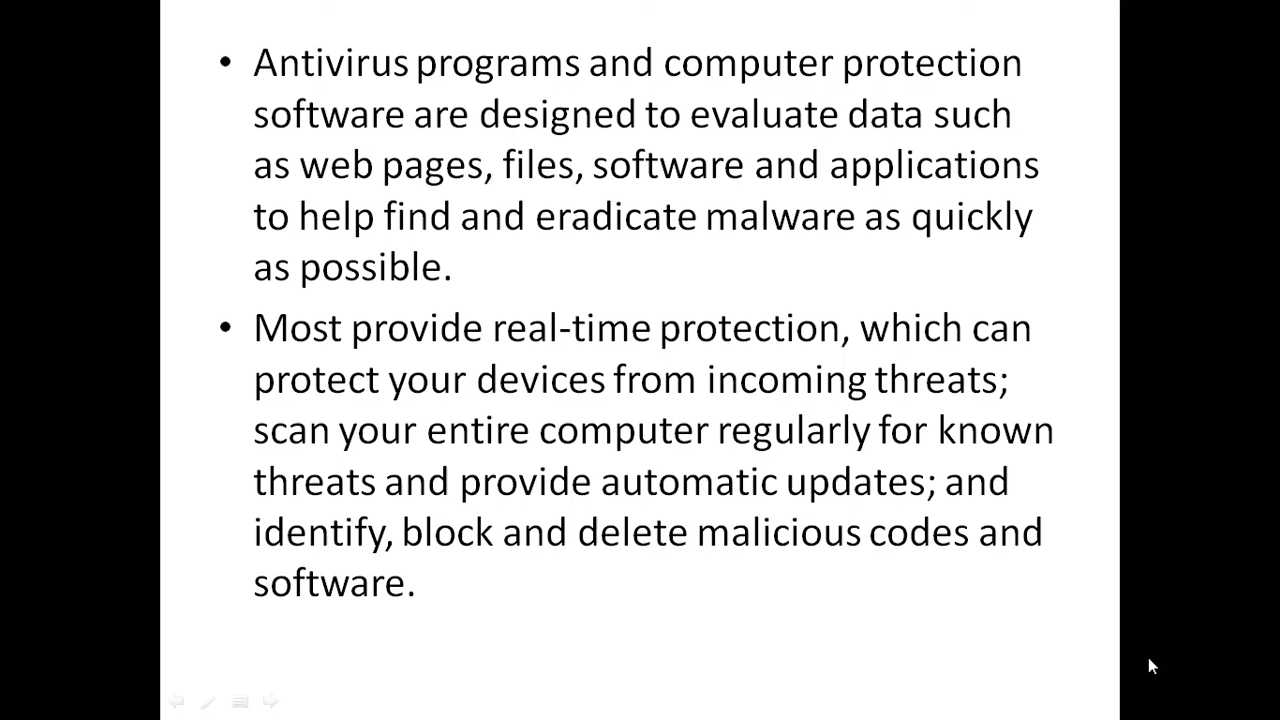 • Antivirus programs and computer protection
software are designed to evaluate data such
as web pages, files, software and applications
to help find and eradicate malware as quickly
as possible.
• Most provide real-time protection, which can
protect your devices from incoming threats;
scan your entire computer regularly for known
threats and provide automatic updates; and
identify, block and delete malicious codes and
software.